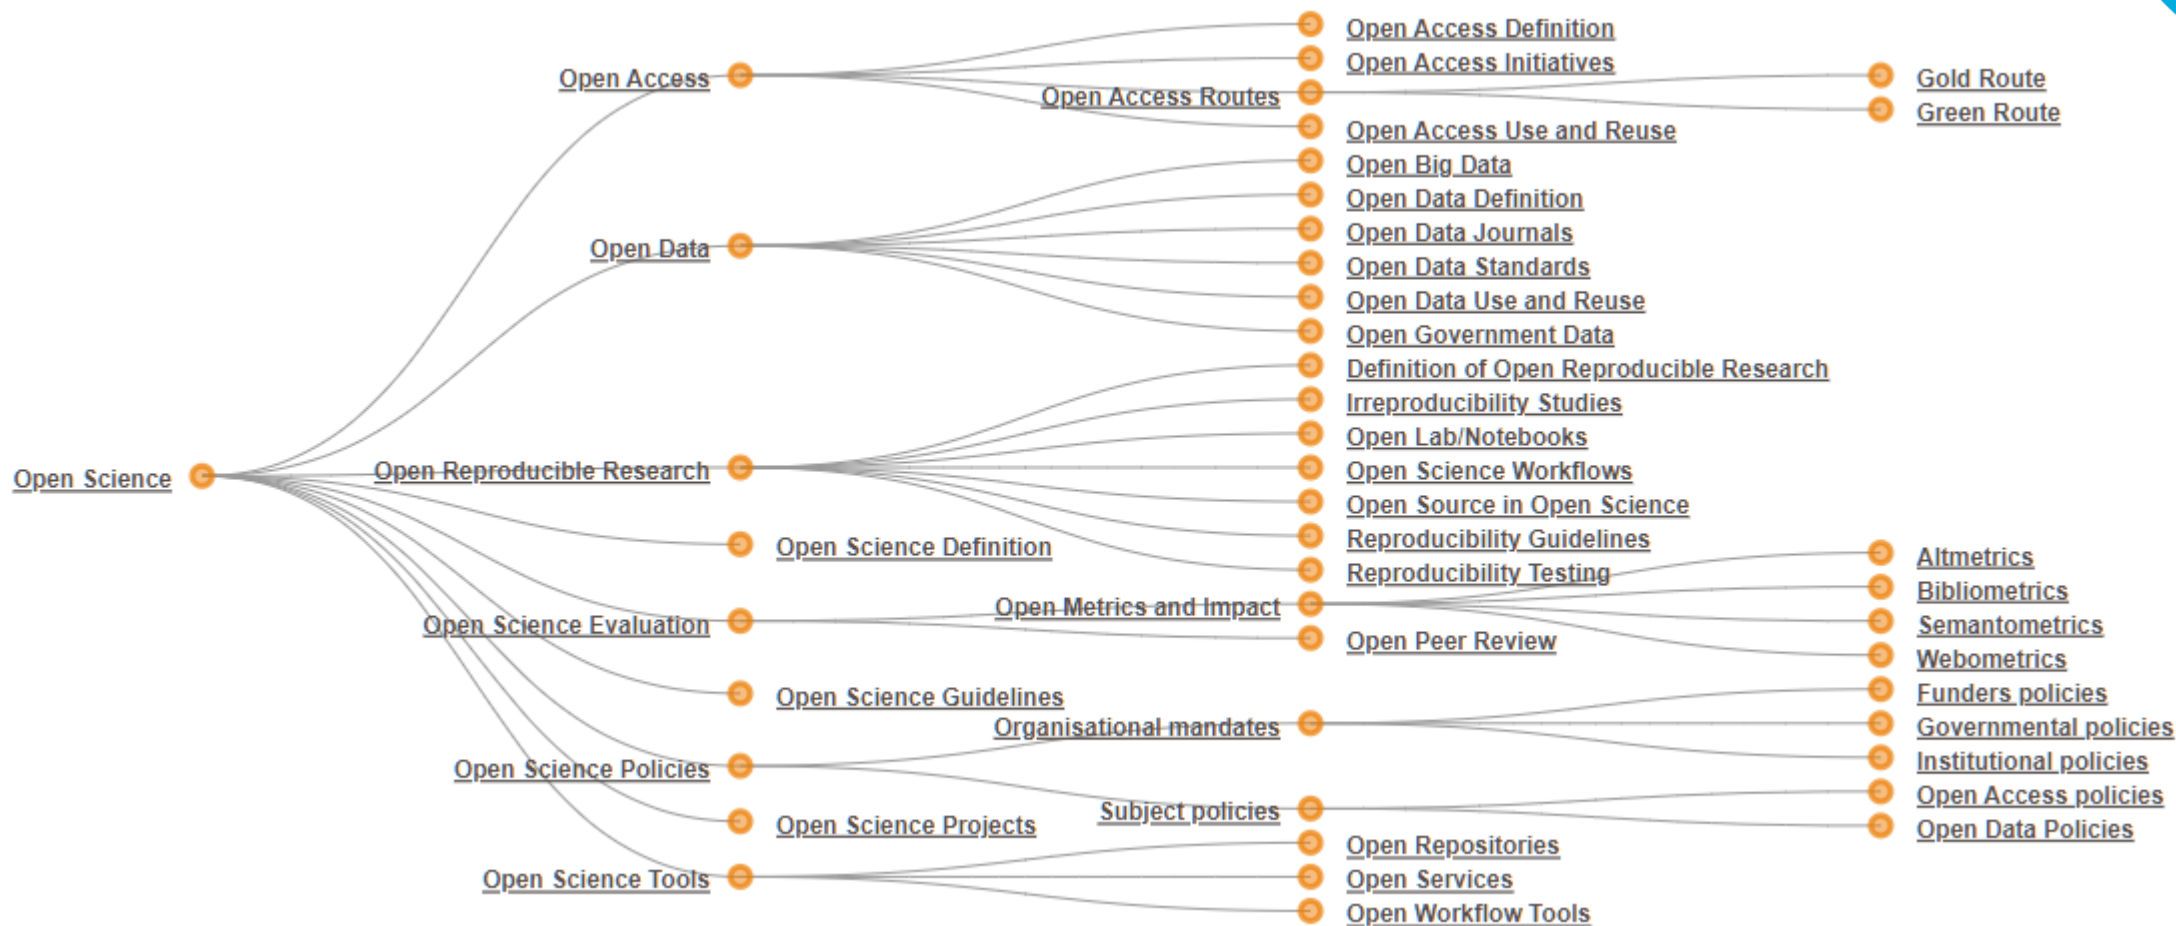 Open Science
Open Access
Open Access Definition
Open Access Initiatives
Open Access Routes
Gold Route
Green Route
Open Access Use and Reuse
Open Data
Open Big Data
Open Data Definition
Open Data Journals
Open Data Standards
Open Data Use and Reuse
Open Government Data
Open Reproducible Research
Definition of Open Reproducible Research
Irreproducibility Studies
Open Lab/Notebooks
Open Science Workflows
Open Source in Open Science
Reproducibility Guidelines
Reproducibility Testing
Open Science Definition
Open Science Evaluation
Open Metrics and Impact
Altmetrics
Bibliometrics
Semantometrics
Webometrics
Open Peer Review
Open Science Guidelines
Open Science Policies
Organisational mandates
Funders policies
Governmental policies
Institutional policies
Subject policies
Open Access policies
Open Data Policies
Open Science Projects
Open Science Tools
Open Repositories
Open Services
Open Workflow Tools